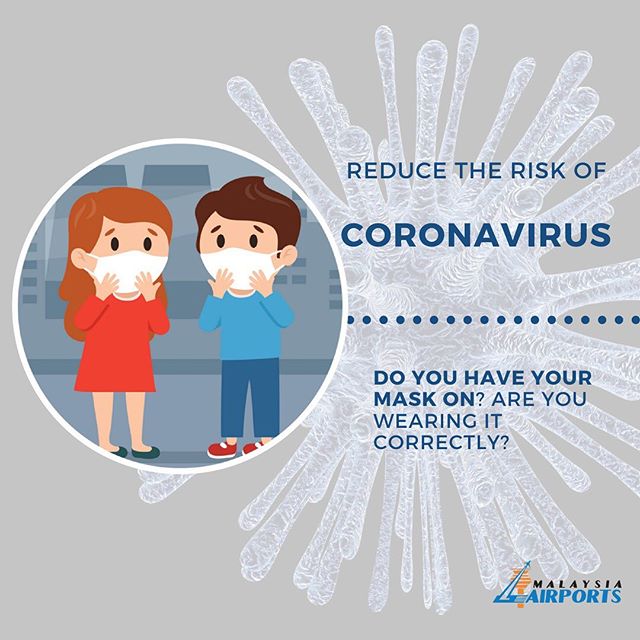 REDUCE THE RISK OF
CORONAVIRUS
DO YOU HAVE YOUR
MASK ON? ARE YOU
WEARING IT
CORRECTLY?
MALAYSIA
AIRPORTS